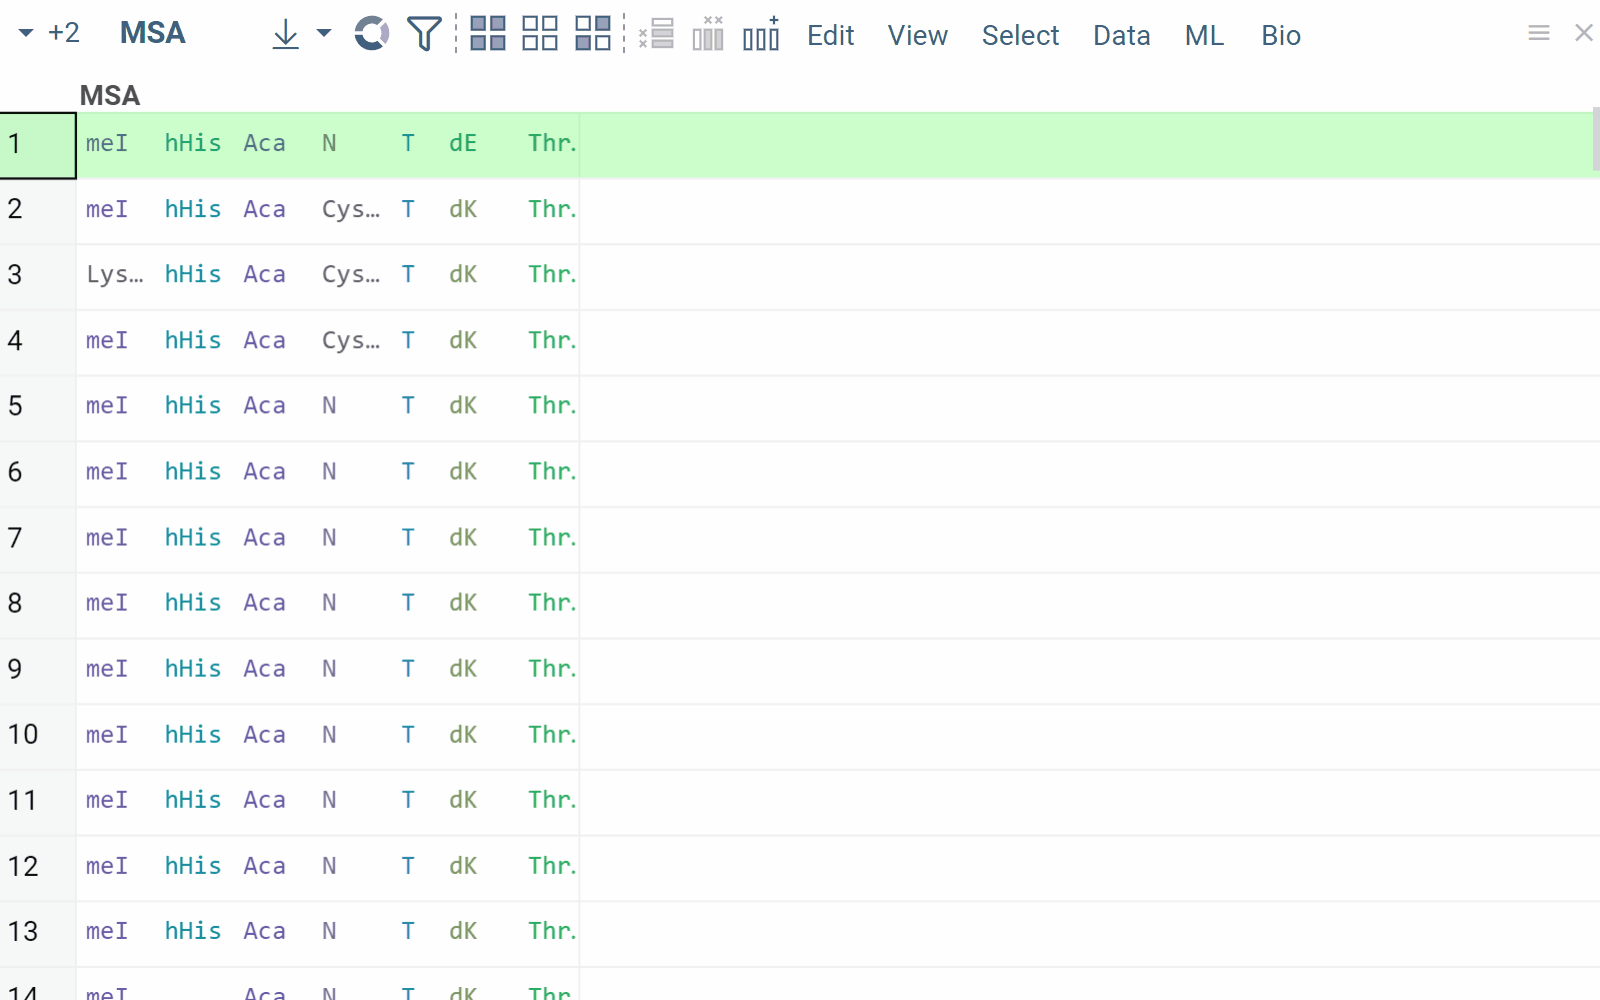 +2 MSA Edit View Select Data ML Bio
MSA
1 meI hHis Aca N T dE Thr.
2 meI hHis Aca Cys… T dK Thr.
3 Lys… hHis Aca Cys… T dK Thr.
4 meI hHis Aca Cys… T dK Thr.
5 meI hHis Aca N T dK Thr.
6 meI hHis Aca N T dK Thr.
7 meI hHis Aca N T dK Thr.
8 meI hHis Aca N T dK Thr.
9 meI hHis Aca N T dK Thr.
10 meI hHis Aca N T dK Thr.
11 meI hHis Aca N T dK Thr.
12 meI hHis Aca N T dK Thr.
13 meI hHis Aca N T dK Thr.
14 meI Aca N T dK Thr